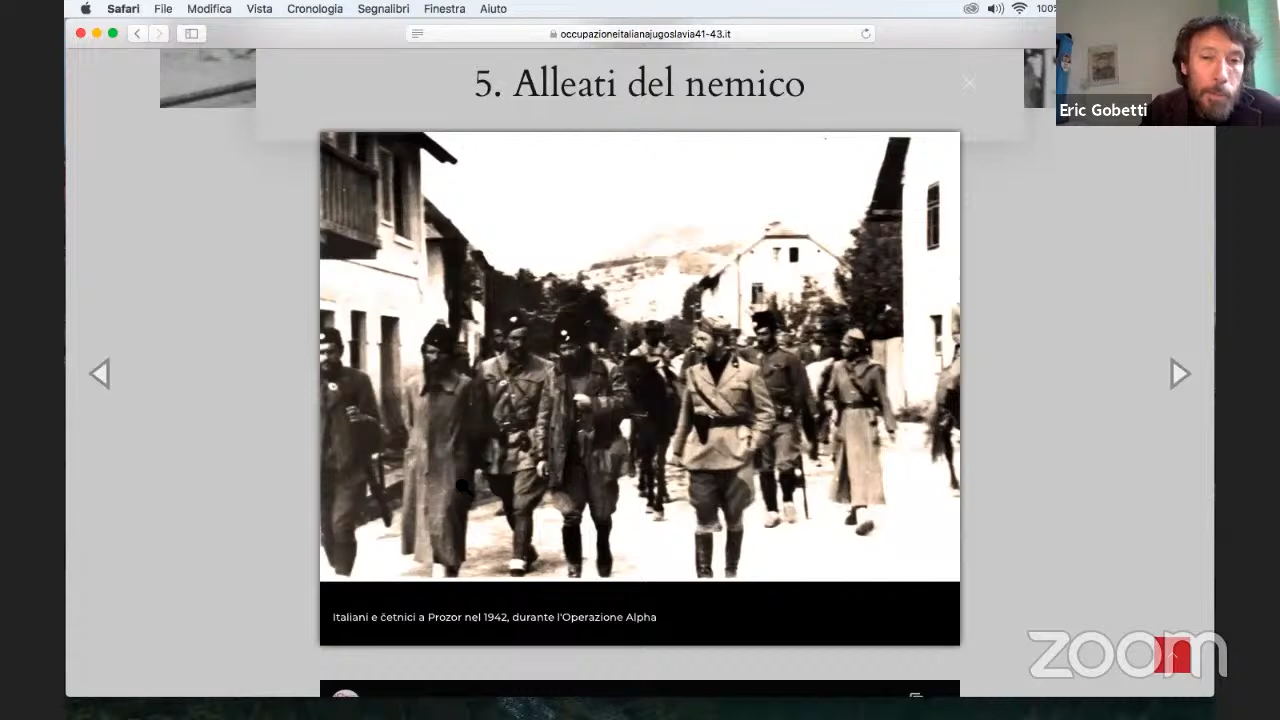 Safari File Modifica Vista Cronologia Segnalibri Finestra Aiuto 100
occupazioneitalianajugoslavia41-43.it
5. Alleati del nemico
Eric Gobetti
Italiani e četnici a Prozor nel 1942, durante l'Operazione Alpha
zoom